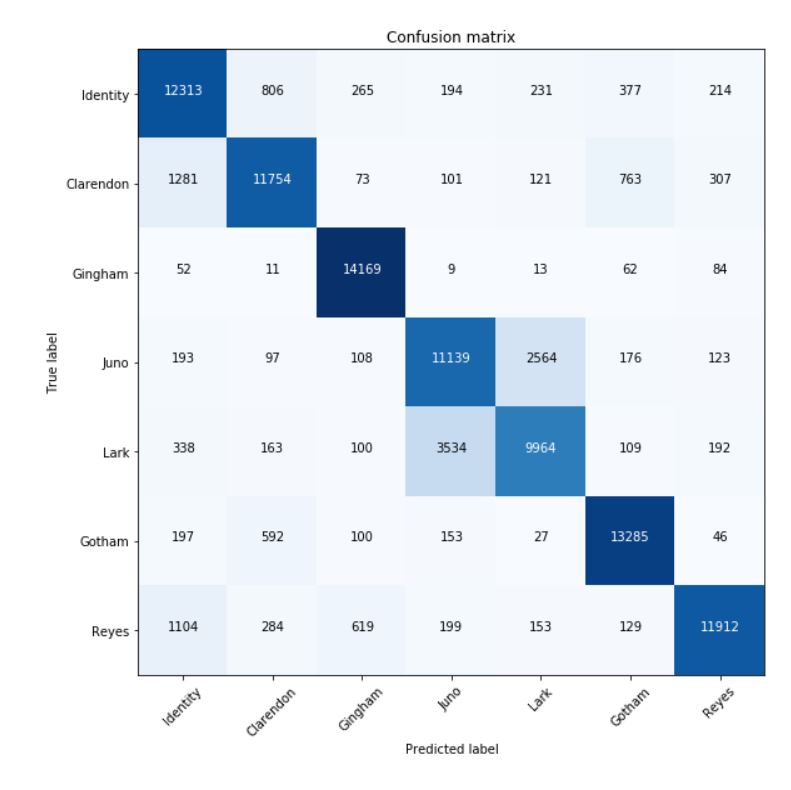 Confusion matrix
Identity 12313 806 265 194 231 377 214
Clarendon 1281 11754 73 101 121 763 307
Gingham 52 11 14169 9 13 62 84
Juno 193 97 108 11139 2564 176 123
Lark 338 163 100 3534 9964 109 192
Gotham 197 592 100 153 27 13285 46
Reyes 1104 284 619 199 153 129 11912
True label
Identity Clarendon Gingham Juno Lark Gotham Reyes
Predicted label